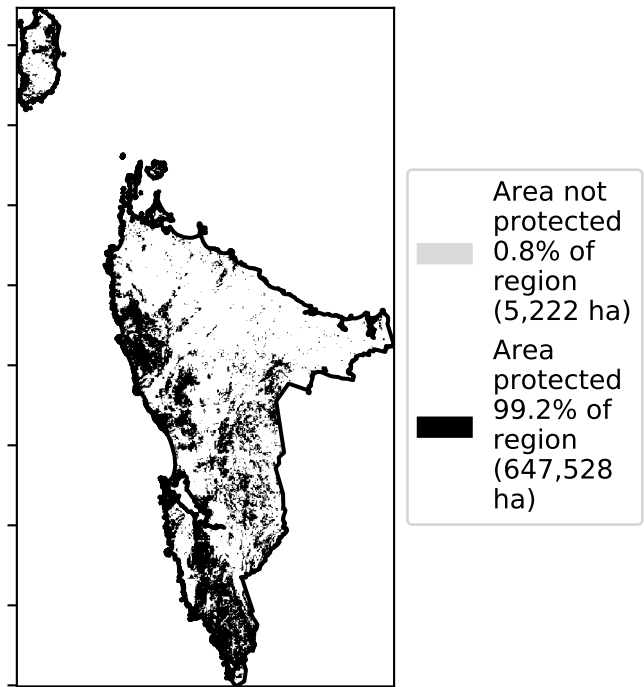 Area not
protected
0.8% of
region
(5,222 ha)
Area
protected
99.2% of
region
(647,528
ha)